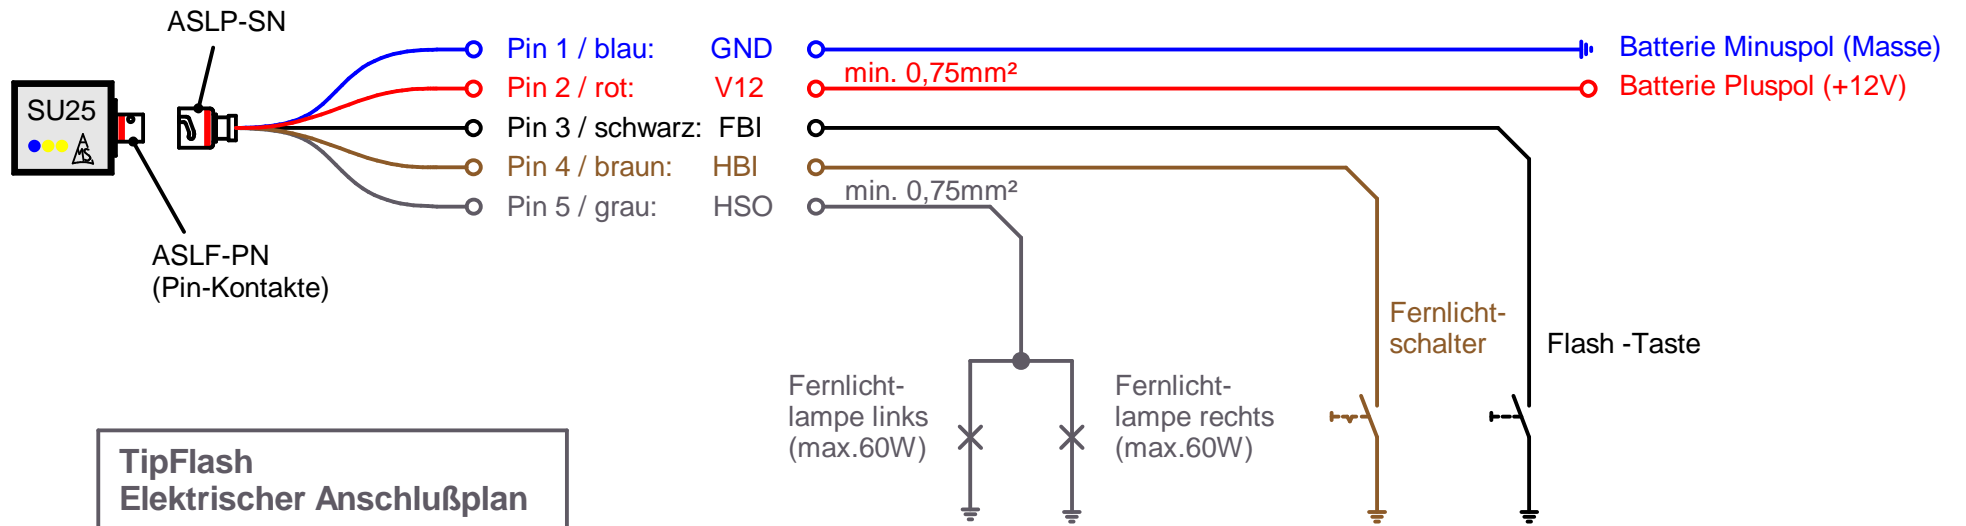 ASLP-SN
SU25
AMS
ASLF-PN
(Pin-Kontakte)
Pin 1 / blau: GND
Batterie Minuspol (Masse)
Pin 2 / rot: V12 min. 0,75mm²
Batterie Pluspol (+12V)
Pin 3 / schwarz: FBI
Pin 4 / braun: HBI
Pin 5 / grau: HSO min. 0,75mm²
Fernlicht-
schalter
Flash -Taste
Fernlicht-
lampe links
(max.60W)
Fernlicht-
lampe rechts
(max.60W)
TipFlash
Elektrischer Anschlußplan